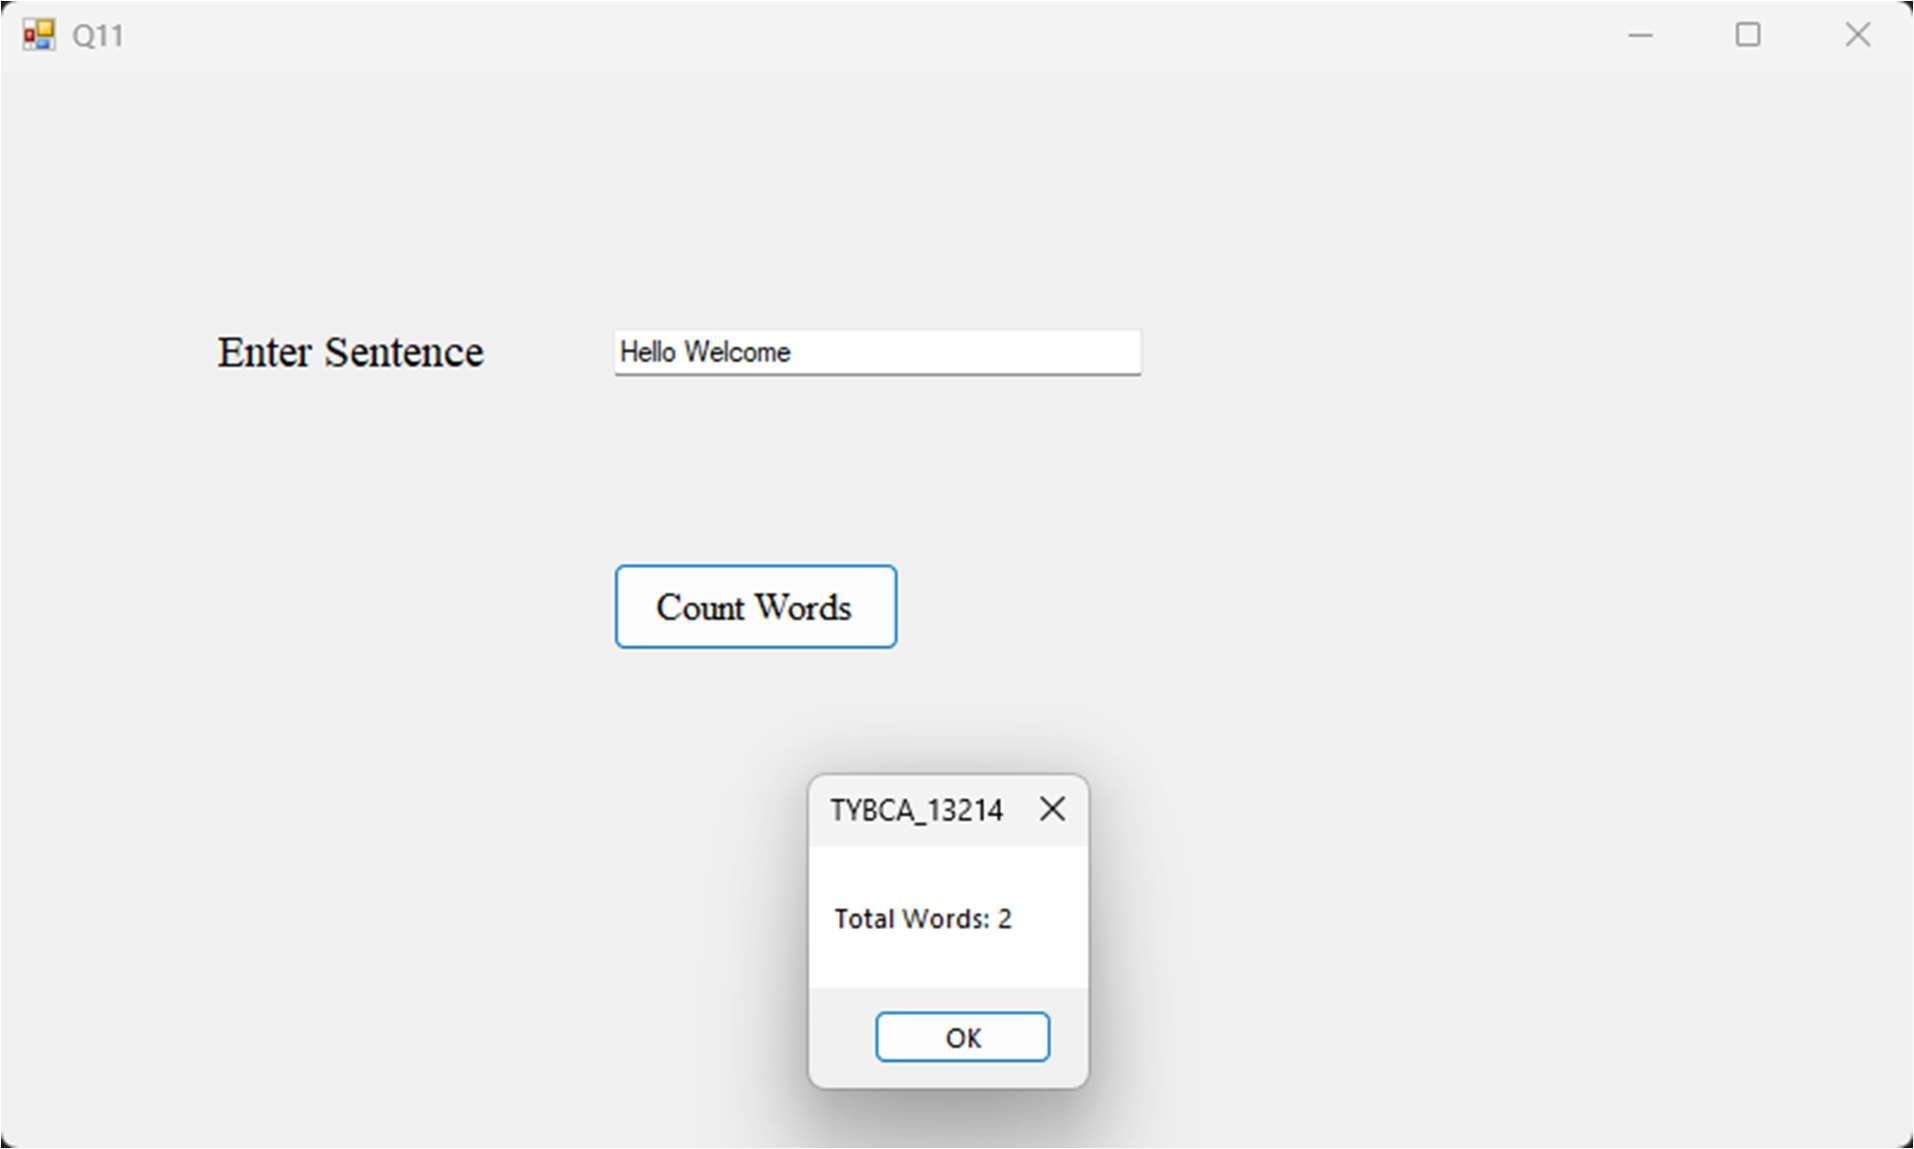 Q11
Enter Sentence
Hello Welcome
Count Words
TYBCA_13214
Total Words: 2
OK